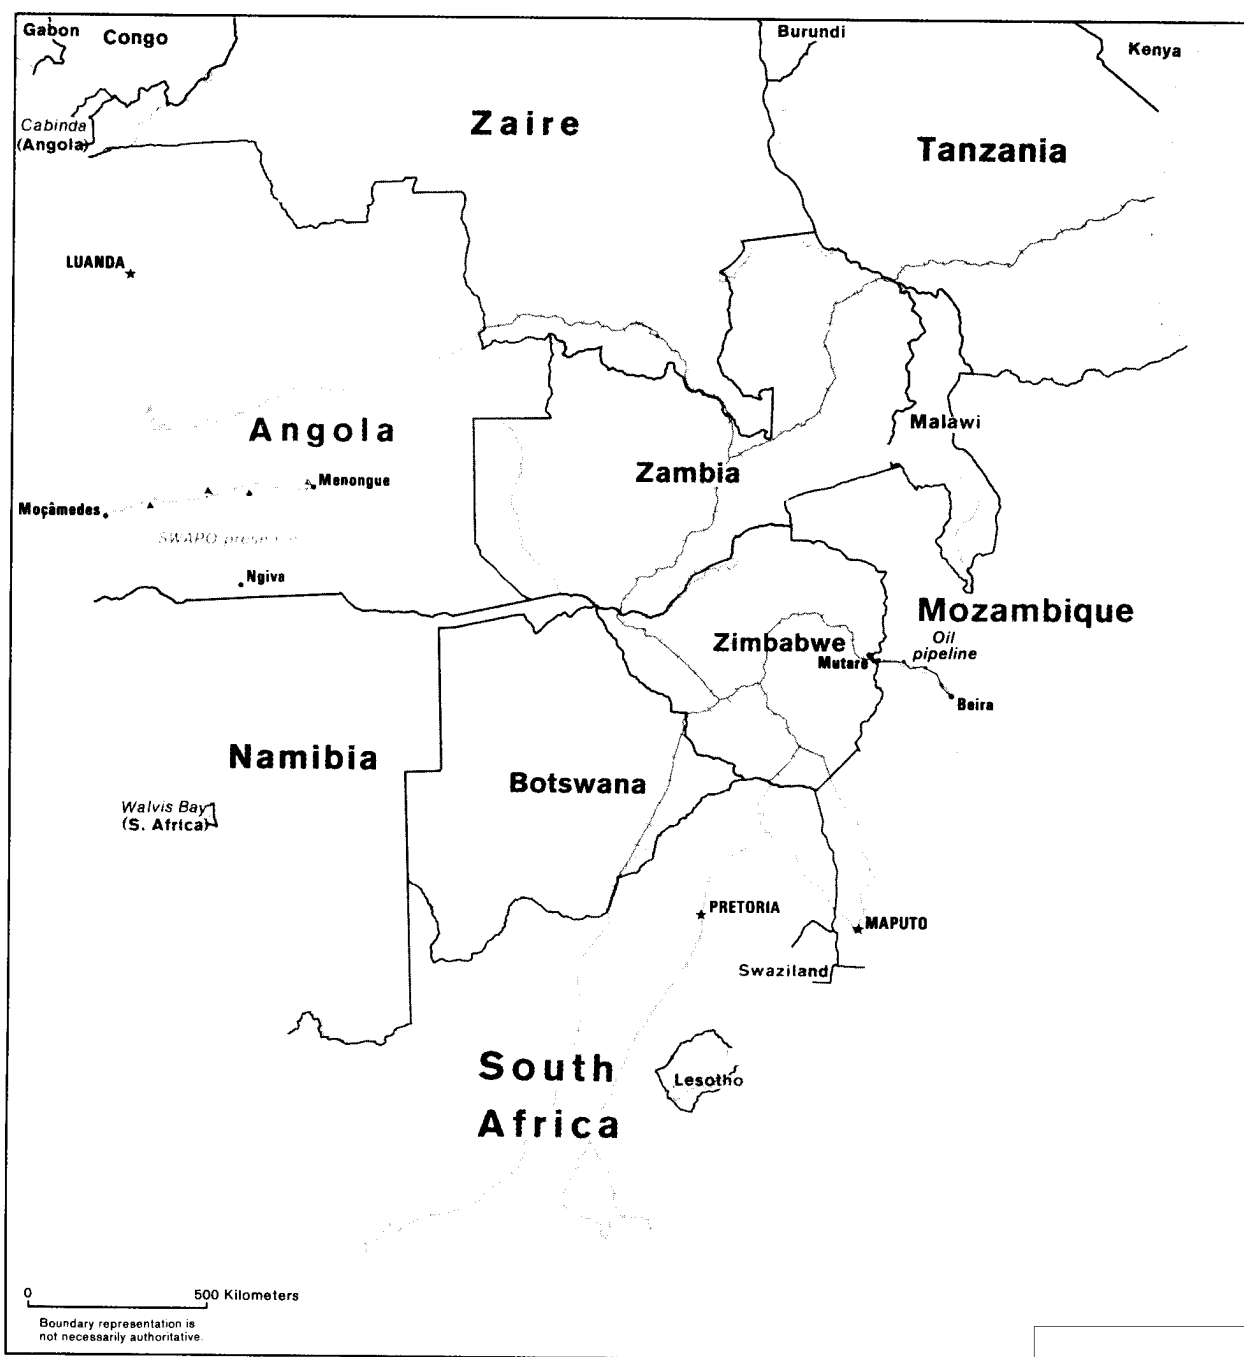 Gabon
Congo
Burundi
Kenya
Cabinda
(Angola)
Zaire
Tanzania
LUANDA
Angola
Malawi
Zambia
Menongue
Moçâmedes
SWAPO
Ngiva
Mozambique
Zimbabwe
Oil
pipeline
Mutare
Beira
Namibia
Botswana
Walvis Bay
(S. Africa)
PRETORIA
MAPUTO
Swaziland
South
Africa
Lesotho
0 500 Kilometers
Boundary representation is
not necessarily authoritative.